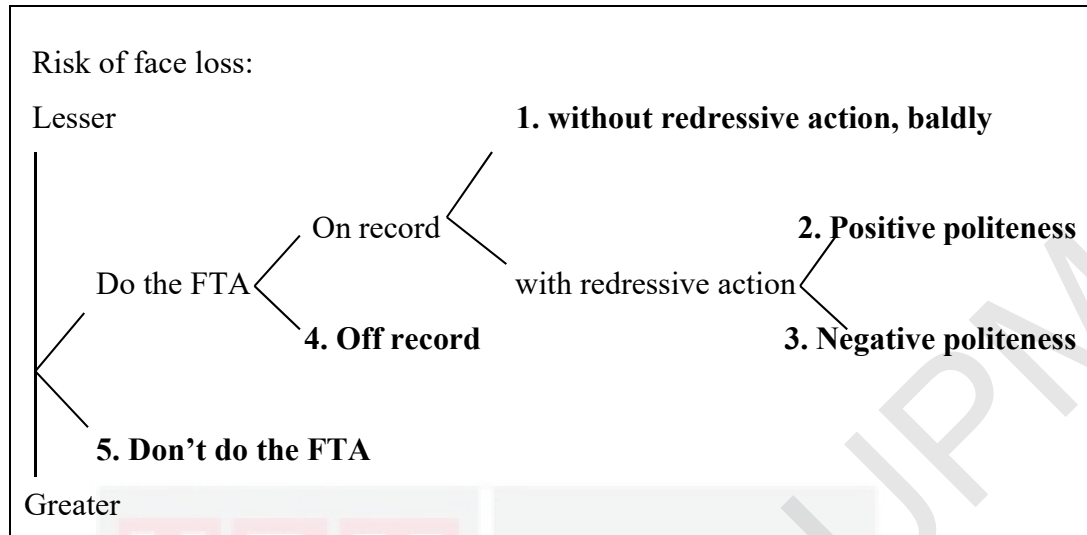 Risk of face loss:
Lesser
1. without redressive action, baldly
On record
2. Positive politeness
Do the FTA
with redressive action
4. Off record
3. Negative politeness
5. Don’t do the FTA
Greater
UPM